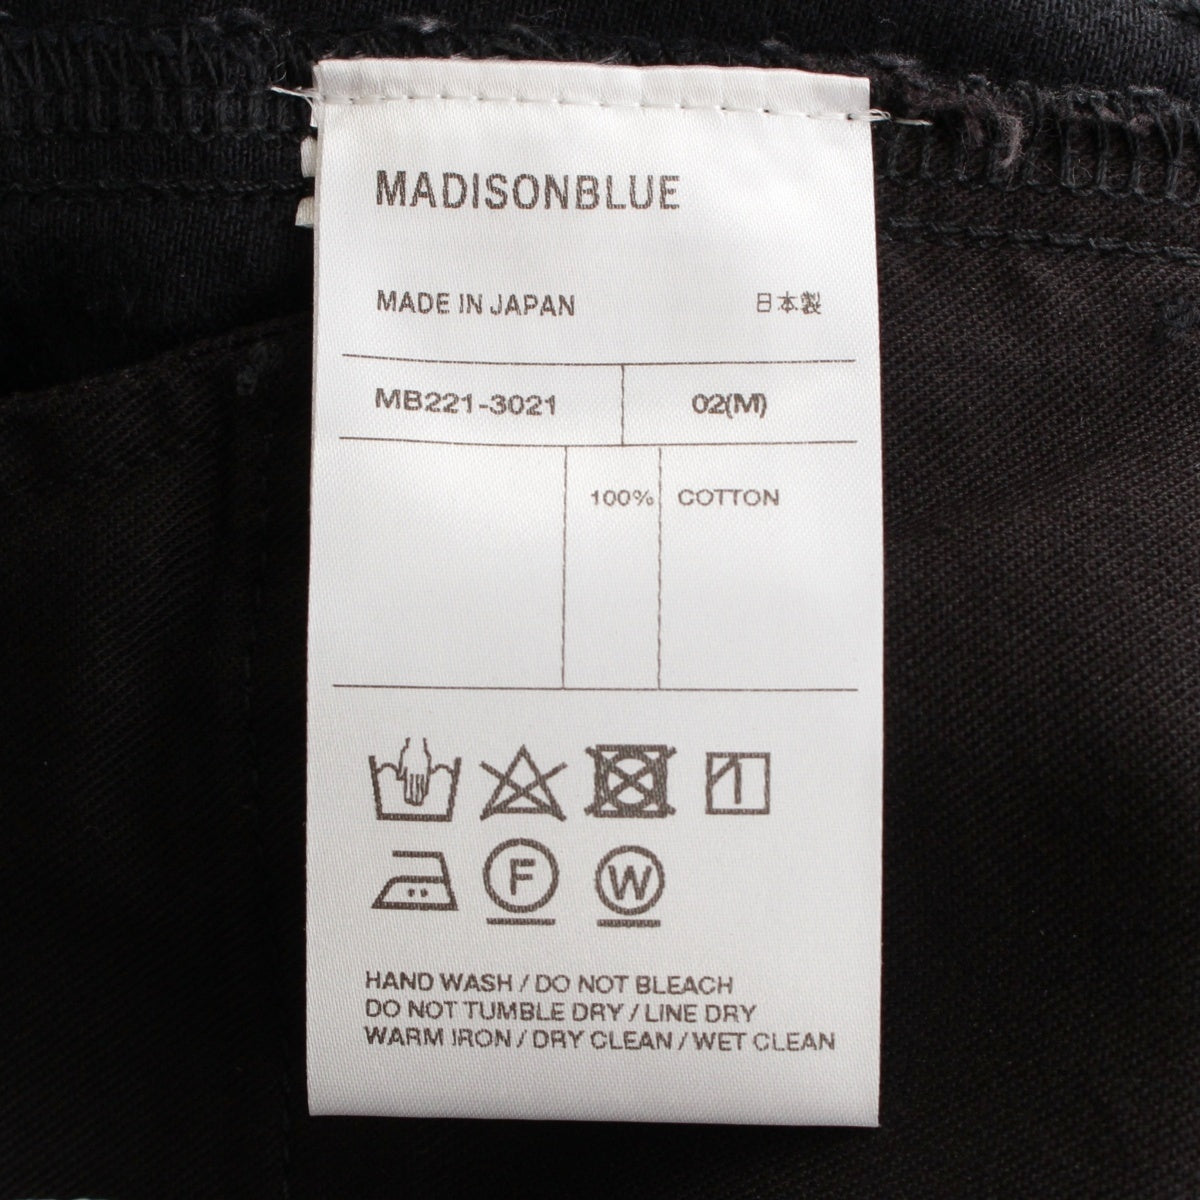 MADISONBLUE
MADE IN JAPAN 日本製
MB221-3021 02(M)
100% COTTON
F W
HAND WASH / DO NOT BLEACH
DO NOT TUMBLE DRY / LINE DRY
WARM IRON / DRY CLEAN / WET CLEAN